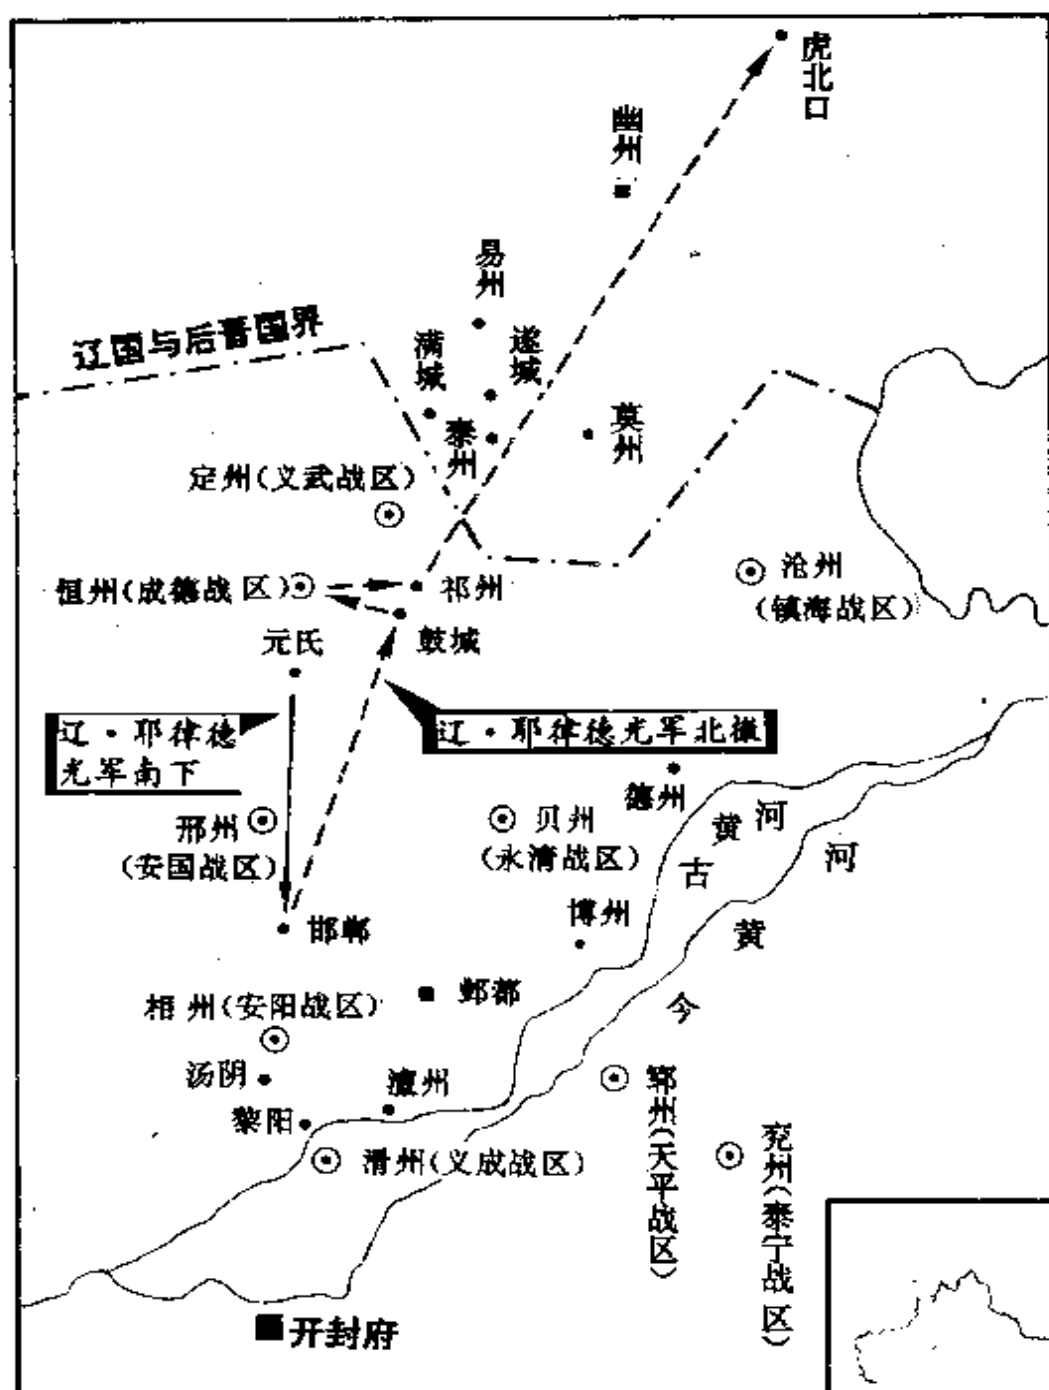 虎北口
幽州
易州
辽国与后晋国界
满城
遂城
泰州
莫州
定州(义武战区)
恒州(成德战区)
祁州
沧州
(镇海战区)
鼓城
元氏
辽·耶律德
光军南下
辽·耶律德光军北撤
德州
邢州
(安国战区)
贝州
(永清战区)
古黄河
今黄河
博州
邯郸
邺都
相州(安阳战区)
汤阴
澶州
黎阳
滑州(义成战区)
郓州(天平战区)
兖州(泰宁战区)
开封府